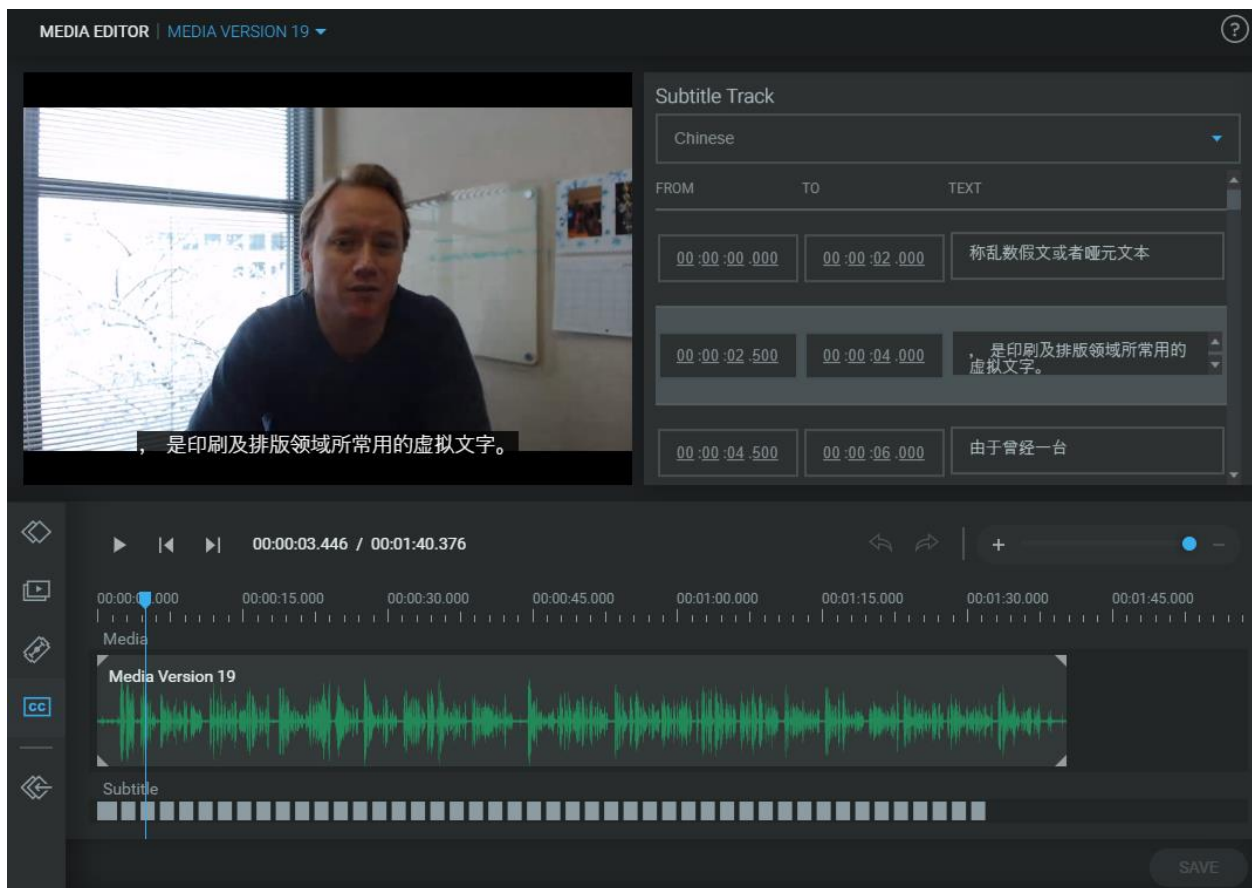 MEDIA EDITOR | MEDIA VERSION 19
?
， 是印刷及排版领域所常用的虚拟文字。
Subtitle Track
Chinese
FROM TO TEXT
00 :00 :00 .000 00 :00 :02 .000 称乱数假文或者哑元文本
00 :00 :02 .500 00 :00 :04 .000 ， 是印刷及排版领域所常用的
虚拟文字。
00 :00 :04 .500 00 :00 :06 .000 由于曾经一台
00:00:03.446 / 00:01:40.376
+ −
00:00:15.000 00:00:30.000 00:00:45.000 00:01:00.000 00:01:15.000 00:01:30.000 00:01:45.000
Media
Media Version 19
CC
Subtitle
SAVE